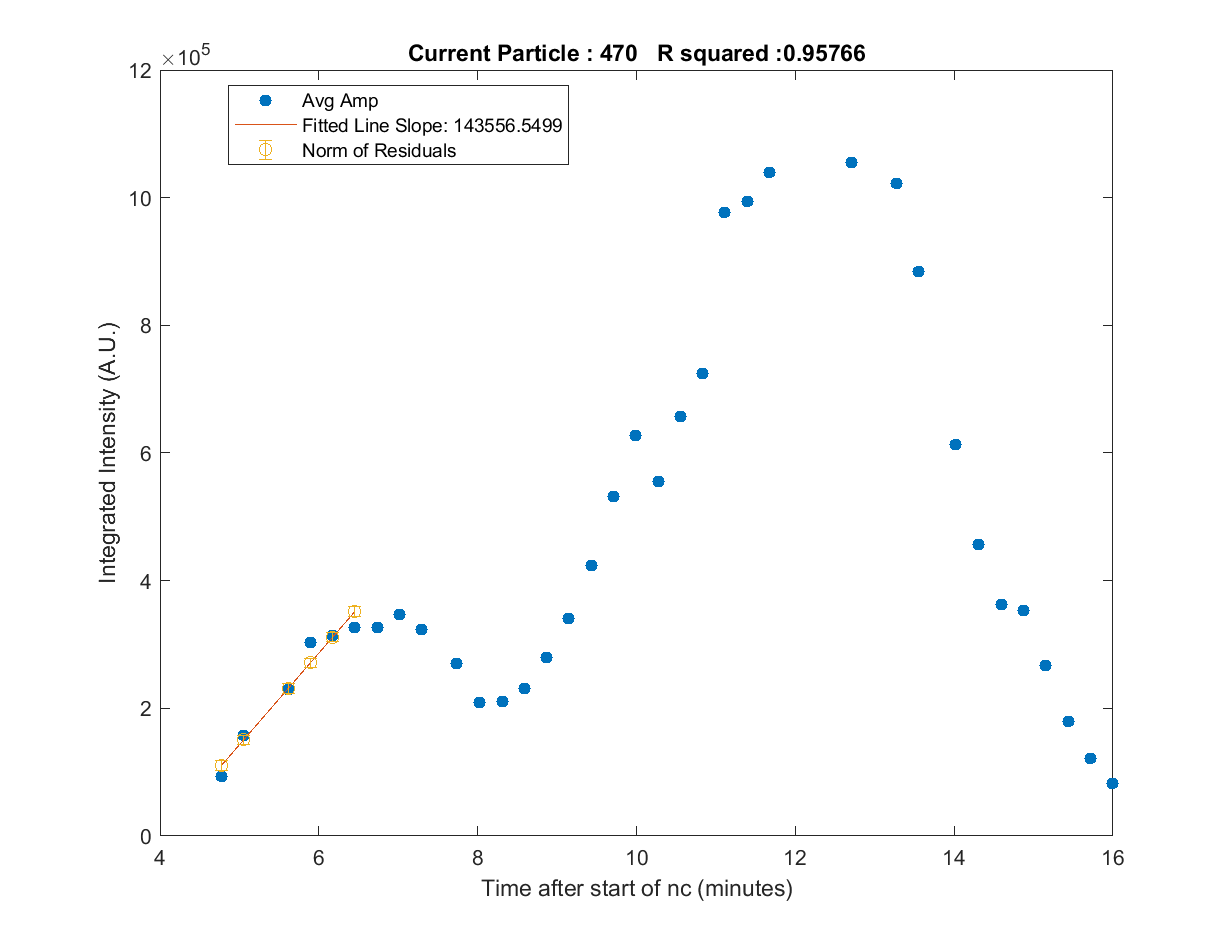 Current Particle : 470 R squared :0.95766
×10^5
Avg Amp
Fitted Line Slope: 143556.5499
Norm of Residuals
12
10
8
6
4
2
0
Integrated Intensity (A.U.)
4 6 8 10 12 14 16
Time after start of nc (minutes)